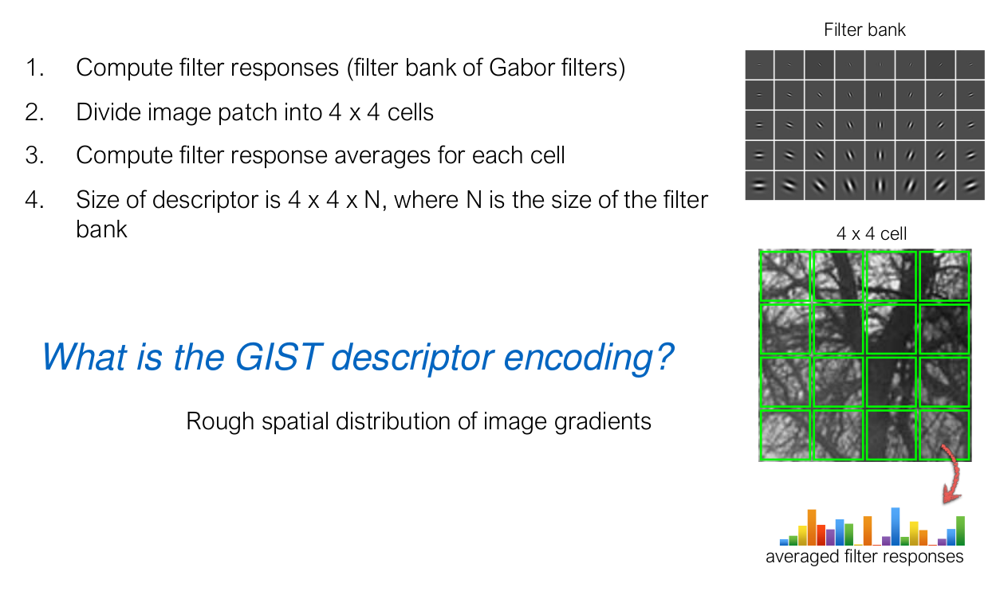 Filter bank
1. Compute filter responses (filter bank of Gabor filters)
2. Divide image patch into 4 x 4 cells
3. Compute filter response averages for each cell
4. Size of descriptor is 4 x 4 x N, where N is the size of the filter
bank
4 x 4 cell
What is the GIST descriptor encoding?
Rough spatial distribution of image gradients
averaged filter responses